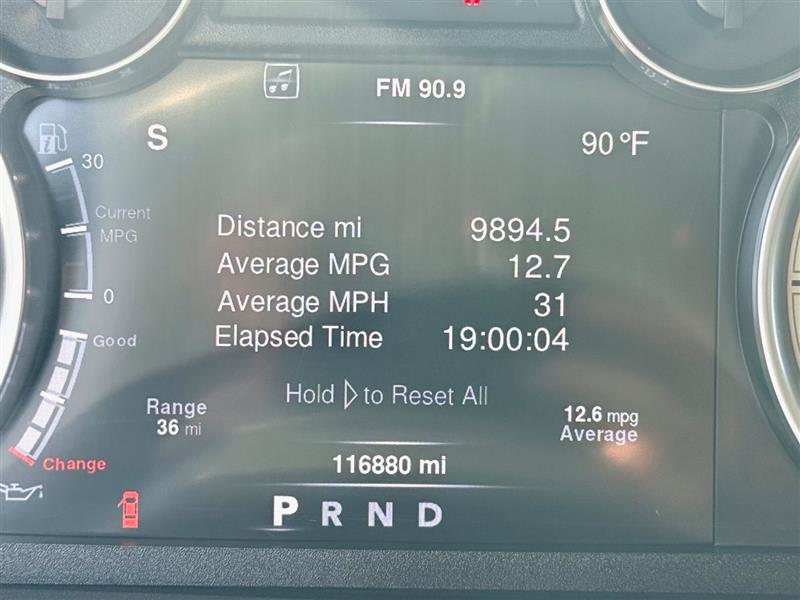 FM 90.9
S
90 °F
30
Current
MPG
0
Distance mi 9894.5
Average MPG 12.7
Average MPH 31
Elapsed Time 19:00:04
Good
Hold ▷ to Reset All
Range
36 mi
12.6 mpg
Average
Change
116880 mi
P R N D